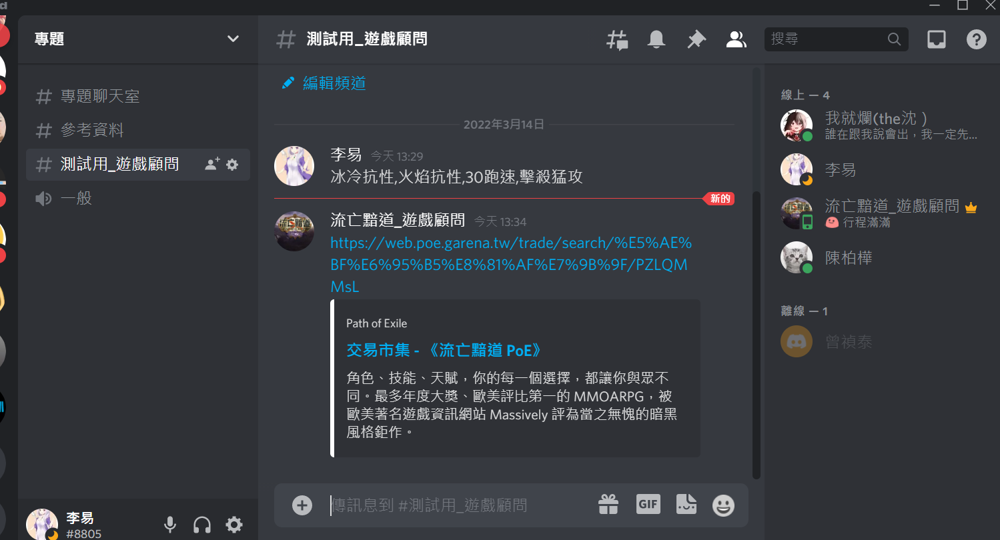 專題
# 專題聊天室
# 參考資料
# 測試用_遊戲顧問
一般
李易
#8805
# 測試用_遊戲顧問
搜尋
編輯頻道
2022年3月14日
李易 今天 13:29
冰冷抗性,火焰抗性,30跑速,擊殺猛攻
新的
流亡黯道_遊戲顧問 今天 13:34
https://web.poe.garena.tw/trade/search/%E5%AE%
BF%E6%95%B5%E8%81%AF%E7%9B%9F/PZLQM
MsL
Path of Exile
交易市集 - 《流亡黯道 PoE》
角色、技能、天賦，你的每一個選擇，都讓你與眾不
同。最多年度大獎、歐美評比第一的 MMOARPG，被
歐美著名遊戲資訊網站 Massively 評為當之無愧的暗黑
風格鉅作。
傳訊息到 #測試用_遊戲顧問
GIF
線上 — 4
我就爛(the沈 )
誰在跟我說會出，我一定先...
李易
流亡黯道_遊戲顧問
行程滿滿
陳柏樺
離線 — 1
曾禎泰